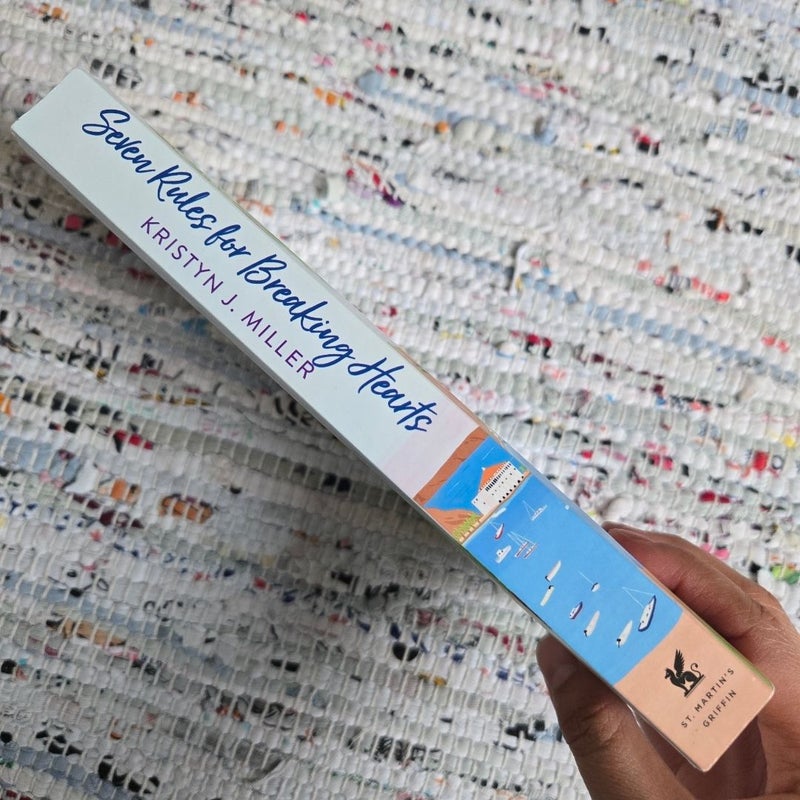 Seven Rules for Breaking Hearts
KRISTYN J. MILLER
ST. MARTIN'S
GRIFFIN